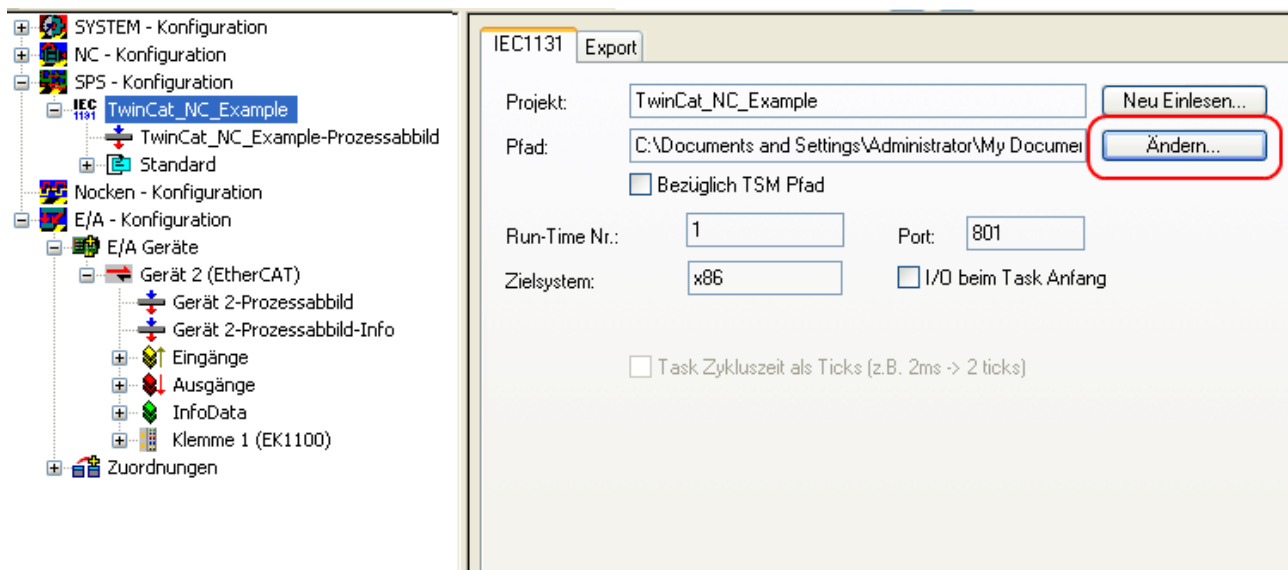 SYSTEM - Konfiguration
NC - Konfiguration
SPS - Konfiguration
IEC
1131
TwinCat_NC_Example
TwinCat_NC_Example-Prozessabbild
Standard
Nocken - Konfiguration
E/A - Konfiguration
E/A Geräte
Gerät 2 (EtherCAT)
Gerät 2-Prozessabbild
Gerät 2-Prozessabbild-Info
Eingänge
Ausgänge
InfoData
Klemme 1 (EK1100)
Zuordnungen
IEC1131 Export
Projekt: TwinCat_NC_Example Neu Einlesen...
Pfad: C:\Documents and Settings\Administrator\My Documen Ändern...
Bezüglich TSM Pfad
Run-Time Nr.: 1 Port: 801
Zielsystem: x86 I/O beim Task Anfang
Task Zykluszeit als Ticks (z.B. 2ms -> 2 ticks)